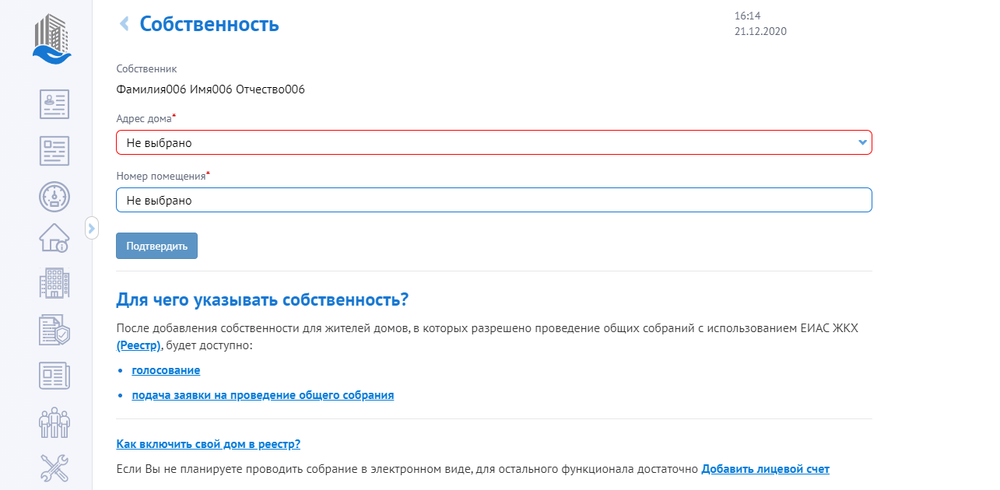 Собственность
16:14
21.12.2020
Собственник
Фамилия006 Имя006 Отчество006
Адрес дома*
Не выбрано
Номер помещения*
Не выбрано
Подтвердить
Для чего указывать собственность?
После добавления собственности для жителей домов, в которых разрешено проведение общих собраний с использованием ЕИАС ЖКХ
(Реестр), будет доступно:
• голосование
• подача заявки на проведение общего собрания
Как включить свой дом в реестр?
Если Вы не планируете проводить собрание в электронном виде, для остального функционала достаточно Добавить лицевой счет